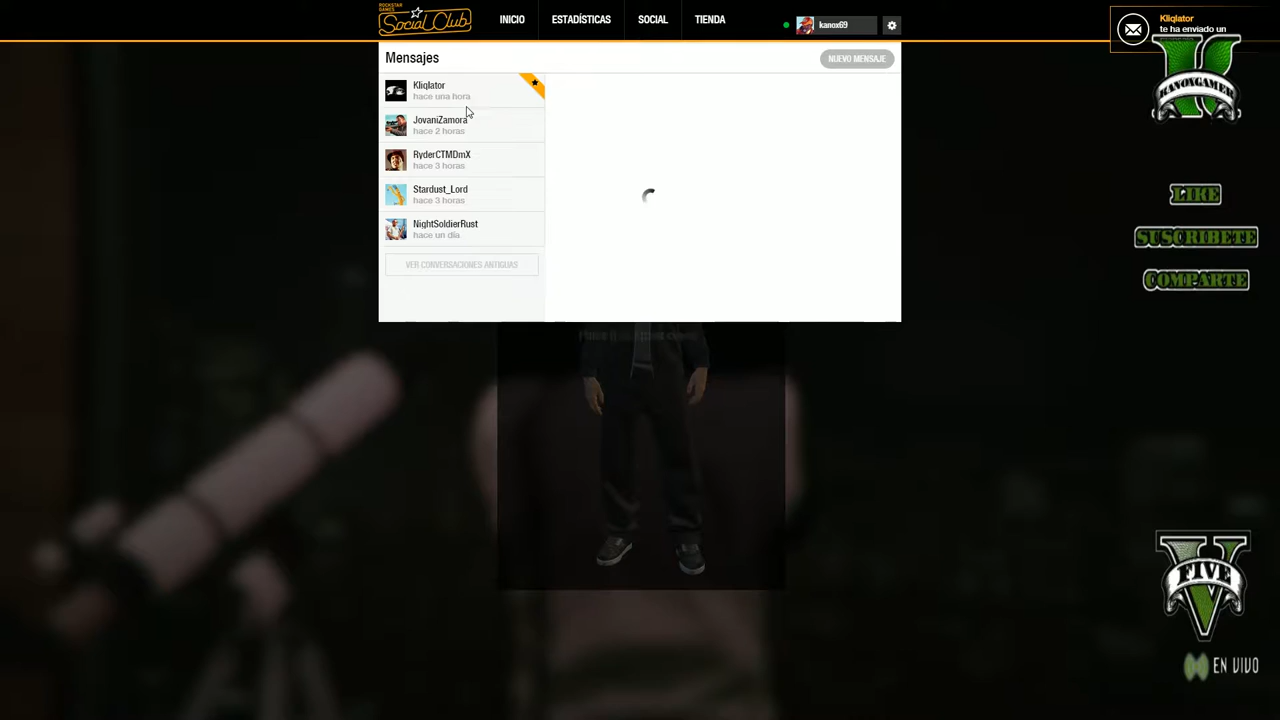 ROCKSTAR
GAMES
Social Club
INICIO
ESTADÍSTICAS
SOCIAL
TIENDA
kanox69
Kliqlator
te ha enviado un
Mensajes
NUEVO MENSAJE
Kliqlator
hace una hora
JovaniZamora
hace 2 horas
RyderCTMDmX
hace 3 horas
Stardust_Lord
hace 3 horas
NightSoldierRust
hace un día
VER CONVERSACIONES ANTIGUAS
KANOXGAMER
LIKE
SUSCRIBETE
COMPARTE
FIVE
EN VIVO